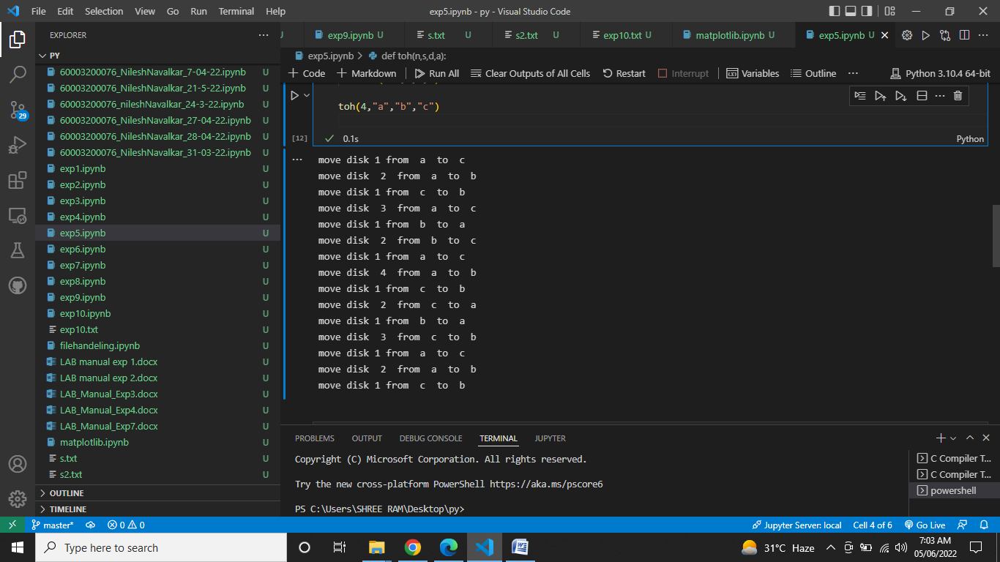 File Edit Selection View Go Run Terminal Help exp5.ipynb - py - Visual Studio Code
EXPLORER
PY
60003200076_NileshNavalkar_7-04-22.ipynb U
60003200076_NileshNavalkar_21-5-22.ipynb U
60003200076_nileshNavalkar_24-3-22.ipynb U
60003200076_NileshNavalkar_27-04-22.ipynb U
60003200076_NileshNavalkar_28-04-22.ipynb U
60003200076_NileshNavalkar_31-03-22.ipynb U
exp1.ipynb U
exp2.ipynb U
exp3.ipynb U
exp4.ipynb U
exp5.ipynb U
exp6.ipynb U
exp7.ipynb U
exp8.ipynb U
exp9.ipynb U
exp10.ipynb U
exp10.txt U
filehandeling.ipynb U
LAB manual exp 1.docx U
LAB manual exp 2.docx U
LAB_Manual_Exp3.docx U
LAB_Manual_Exp4.docx U
LAB_Manual_Exp7.docx U
matplotlib.ipynb U
s.txt U
s2.txt U
OUTLINE
TIMELINE
29
U exp9.ipynb U s.txt U s2.txt U exp10.txt U matplotlib.ipynb U exp5.ipynb U
exp5.ipynb > def toh(n,s,d,a):
+ Code + Markdown Run All Clear Outputs of All Cells Restart Interrupt Variables Outline ... Python 3.10.4 64-bit
toh(4,"a","b","c")
[12] 0.1s Python
move disk 1 from  a  to  c
move disk  2  from  a  to  b
move disk 1 from  c  to  b
move disk  3  from  a  to  c
move disk 1 from  b  to  a
move disk  2  from  b  to  c
move disk 1 from  a  to  c
move disk  4  from  a  to  b
move disk 1 from  c  to  b
move disk  2  from  c  to  a
move disk 1 from  b  to  a
move disk  3  from  c  to  b
move disk 1 from  a  to  c
move disk  2  from  a  to  b
move disk 1 from  c  to  b
PROBLEMS OUTPUT DEBUG CONSOLE TERMINAL JUPYTER
Copyright (C) Microsoft Corporation. All rights reserved.
Try the new cross-platform PowerShell https://aka.ms/pscore6
PS C:\Users\SHREE RAM\Desktop\py>
C Compiler T...
C Compiler T...
powershell
master* 0 0 Jupyter Server: local Cell 4 of 6 Go Live
Type here to search 31°C Haze 7:03 AM
05/06/2022